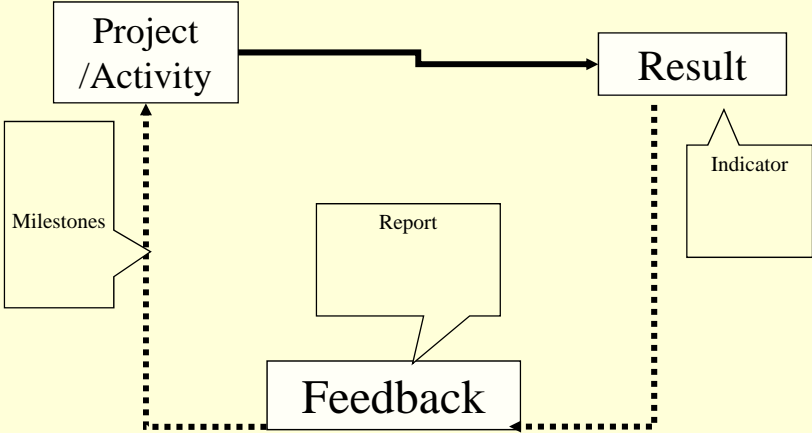 Project
/Activity
Result
Indicator
Milestones
Report
Feedback